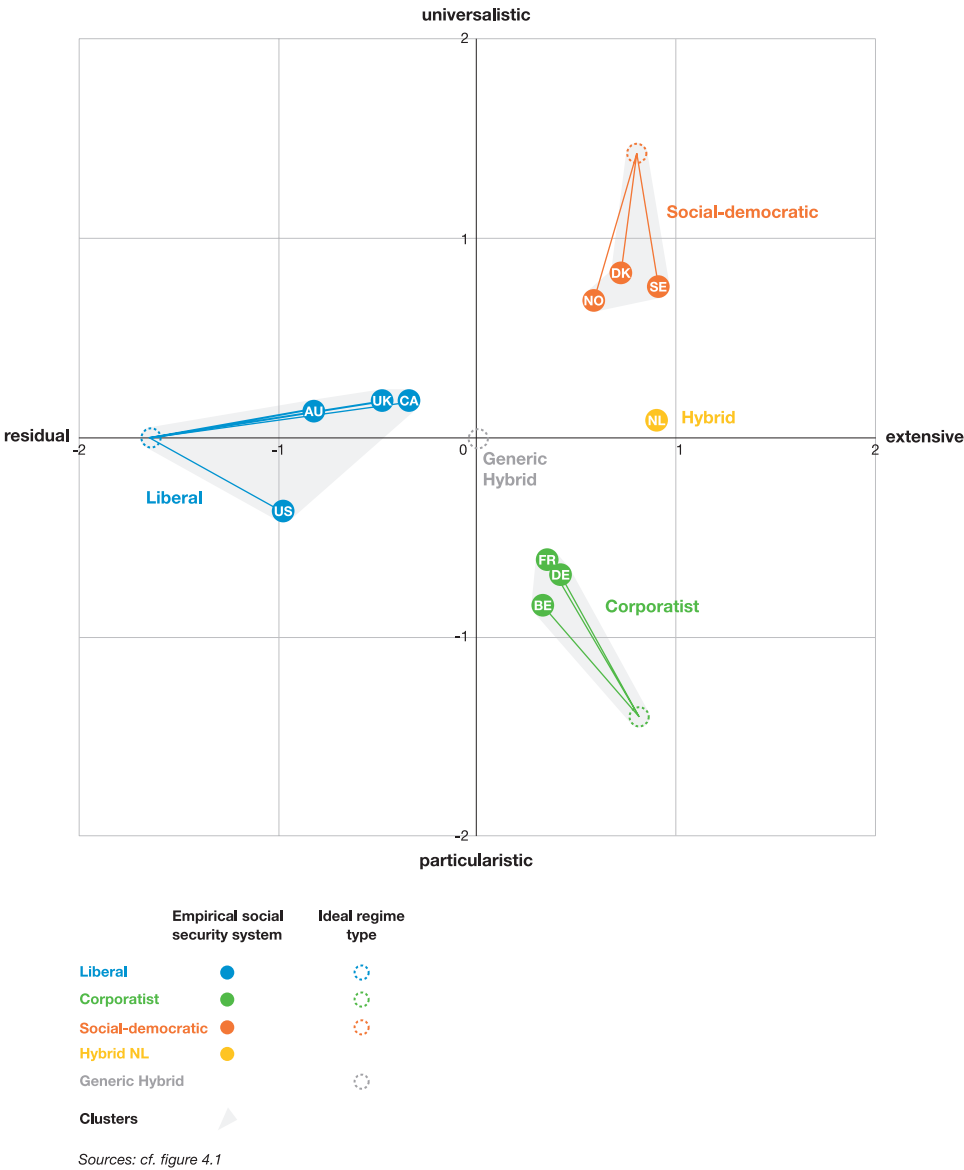 universalistic
2
Social-democratic
1
DK
SE
NO
UK CA
AU
NL
Hybrid
residual
extensive
-2
-1
0
1
2
Generic
Hybrid
Liberal
US
FR
DE
BE
Corporatist
-1
-2
particularistic
Empirical social
security system
Ideal regime
type
Liberal
Corporatist
Social-democratic
Hybrid NL
Generic Hybrid
Clusters
Sources: cf. figure 4.1